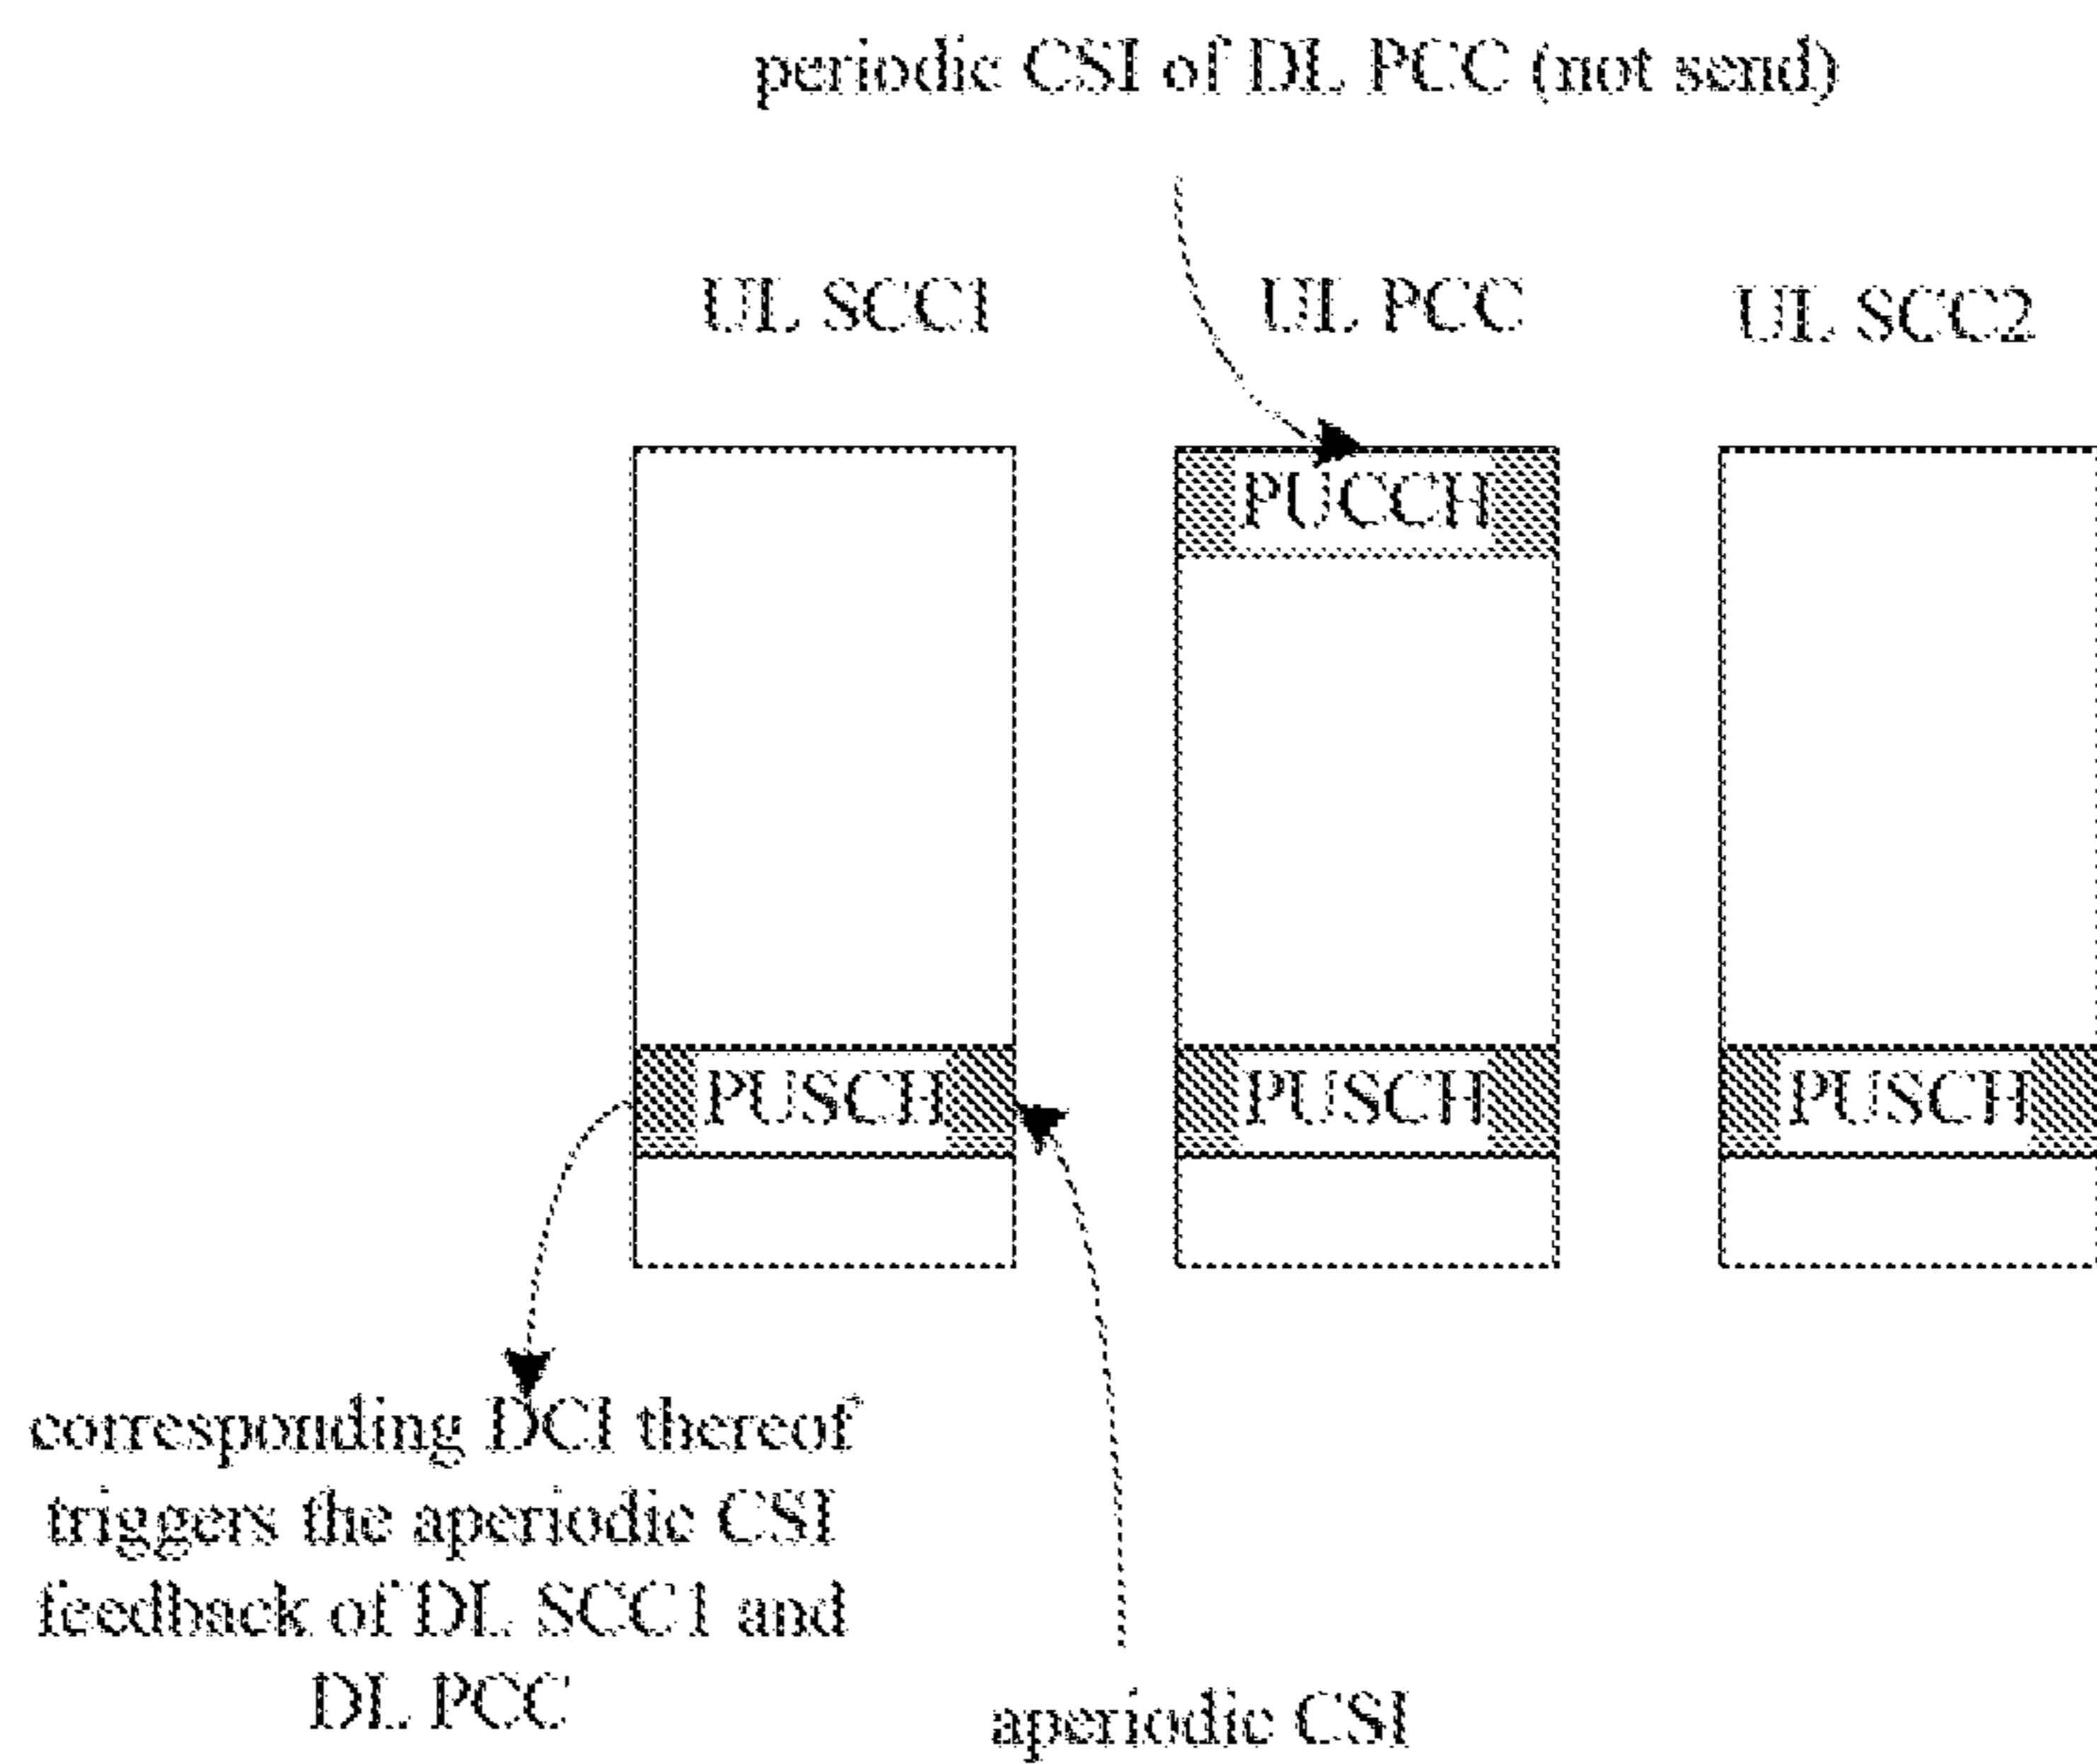 periodic CSI of DL PCC (not send)
UL SCC1
UL PCC
UL SCC2
PUCCH
PUSCH
PUSCH
PUSCH
corresponding DCI thereof
triggers the aperiodic CSI
feedback of DL SCC1 and
DL PCC
aperiodic CSI